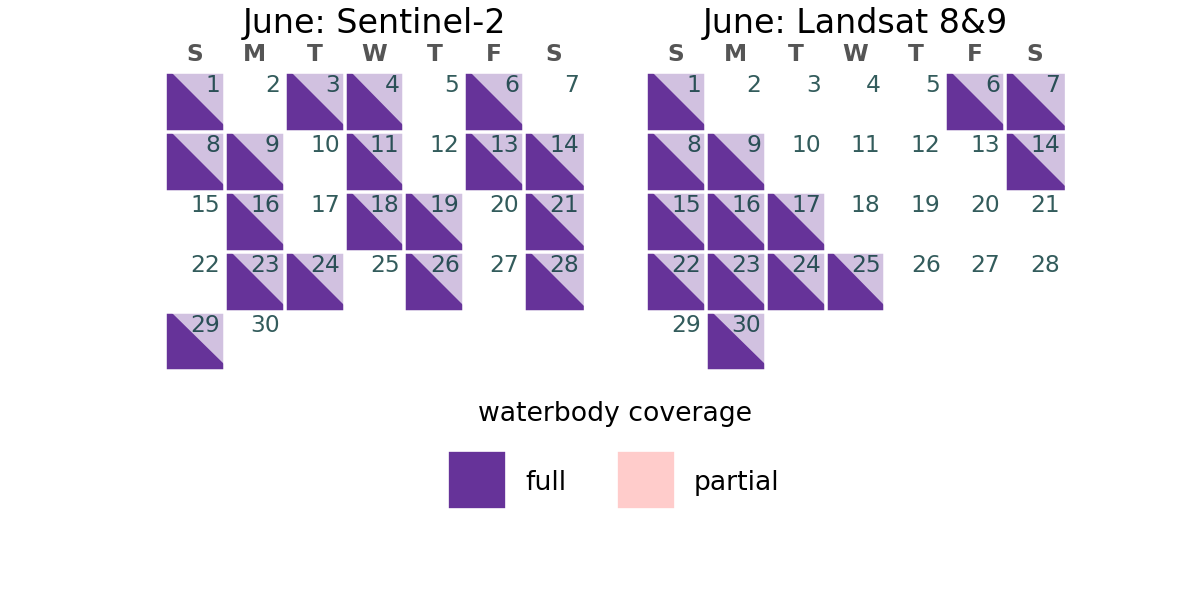 June: Sentinel-2
S M T W T F S
1 2 3 4 5 6 7
8 9 10 11 12 13 14
15 16 17 18 19 20 21
22 23 24 25 26 27 28
29 30
June: Landsat 8&9
S M T W T F S
1 2 3 4 5 6 7
8 9 10 11 12 13 14
15 16 17 18 19 20 21
22 23 24 25 26 27 28
29 30
waterbody coverage
full partial